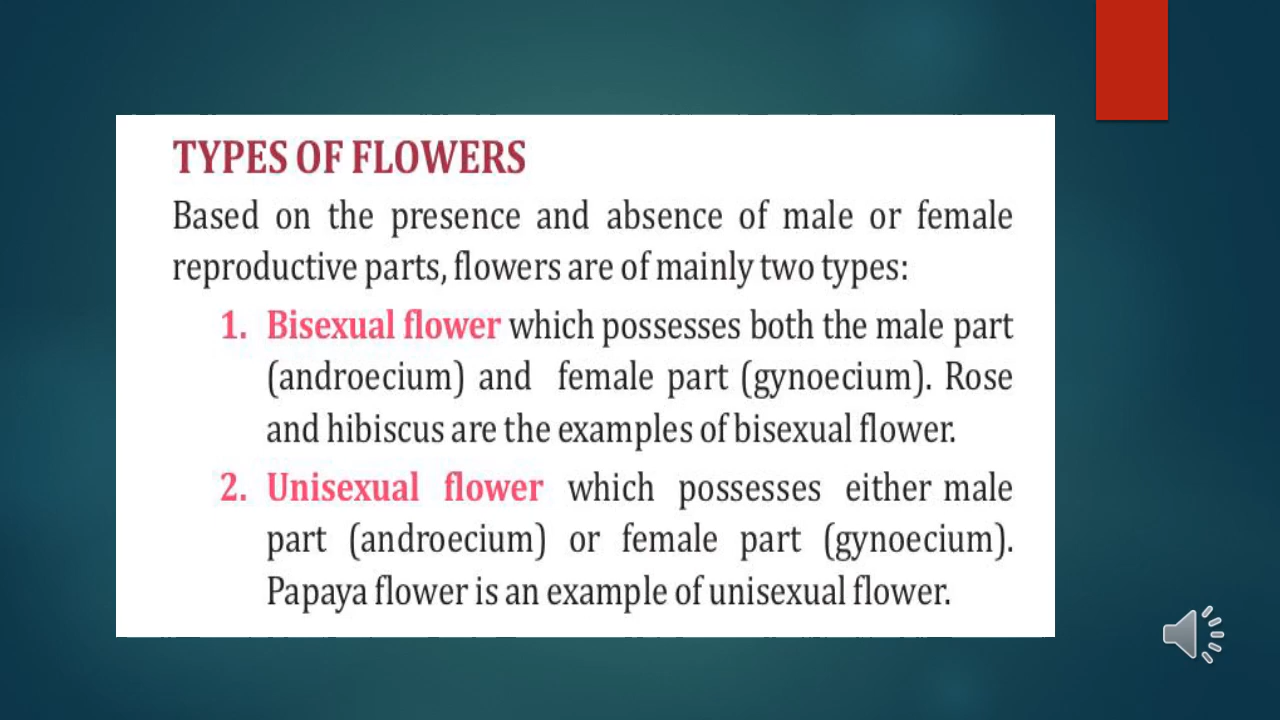 TYPES OF FLOWERS
Based on the presence and absence of male or female
reproductive parts, flowers are of mainly two types:
1. Bisexual flower which possesses both the male part
(androecium) and female part (gynoecium). Rose
and hibiscus are the examples of bisexual flower.
2. Unisexual flower which possesses either male
part (androecium) or female part (gynoecium).
Papaya flower is an example of unisexual flower.